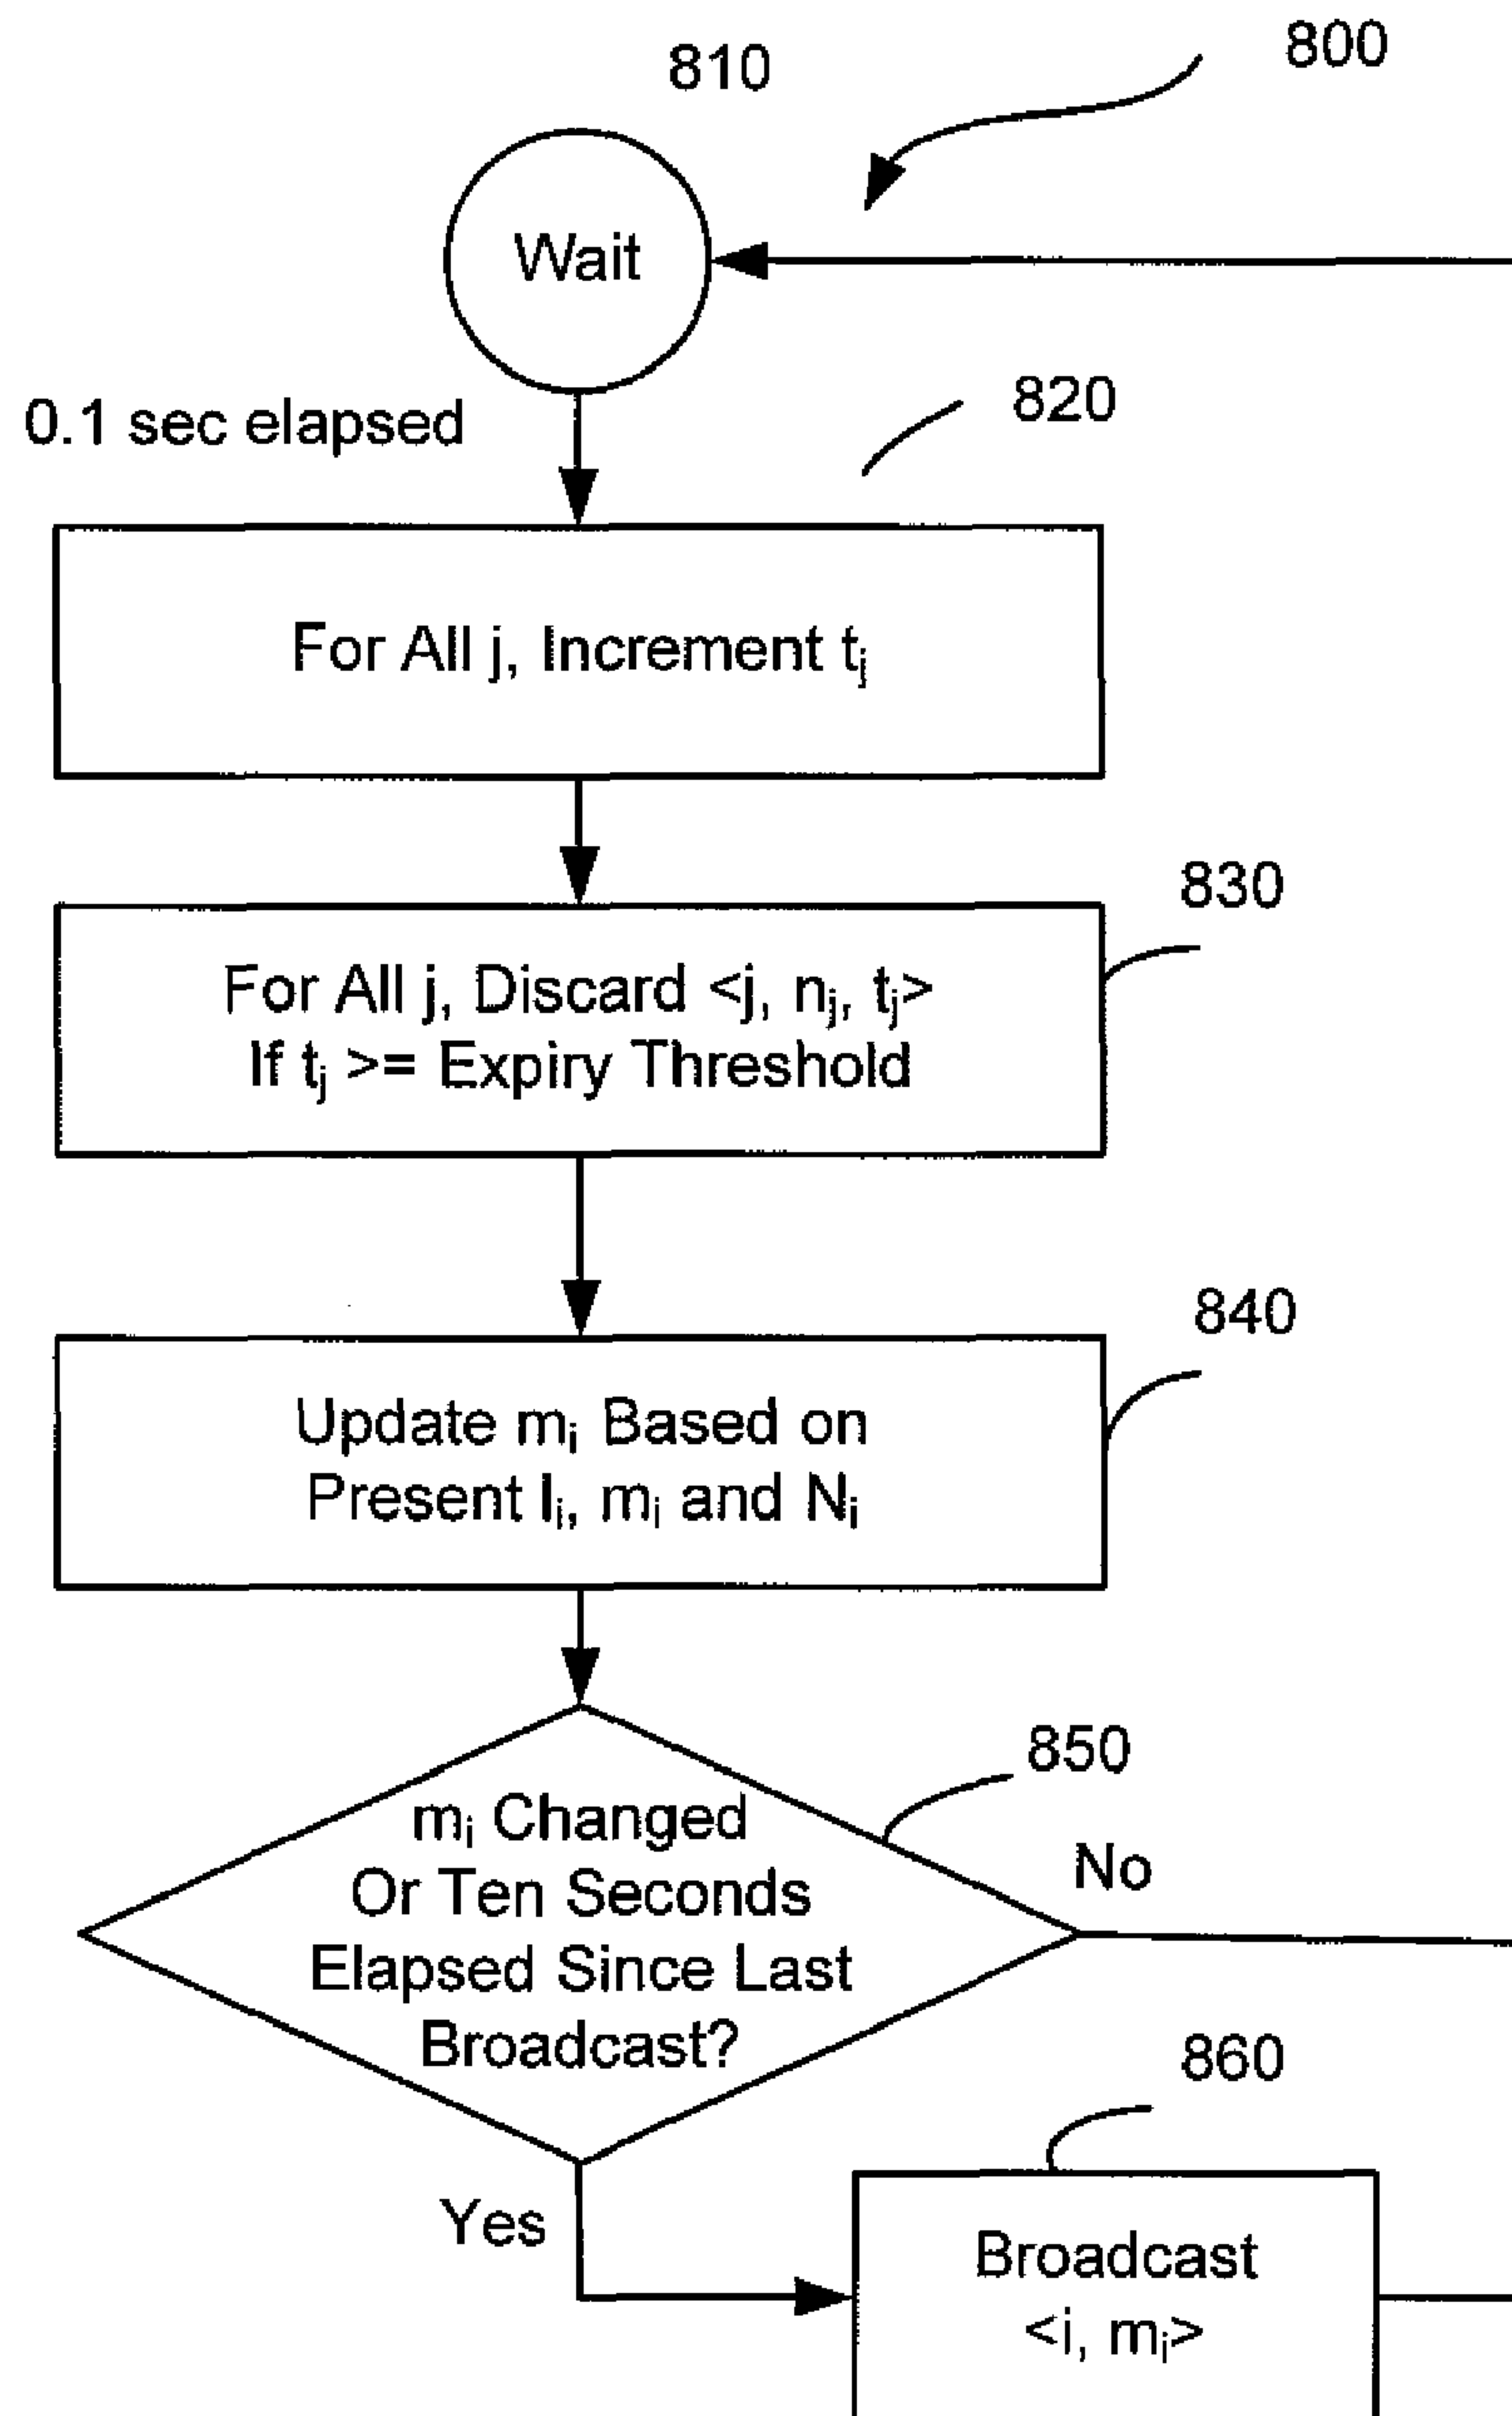 800
810
Wait
0.1 sec elapsed
820
For All j, Increment tⱼ
830
For All j, Discard <j, nⱼ, tⱼ>
If tⱼ >= Expiry Threshold
840
Update mᵢ Based on
Present Iᵢ, mᵢ and Nᵢ
850
mᵢ Changed
Or Ten Seconds
Elapsed Since Last
Broadcast?
No
860
Yes
Broadcast
<i, mᵢ>